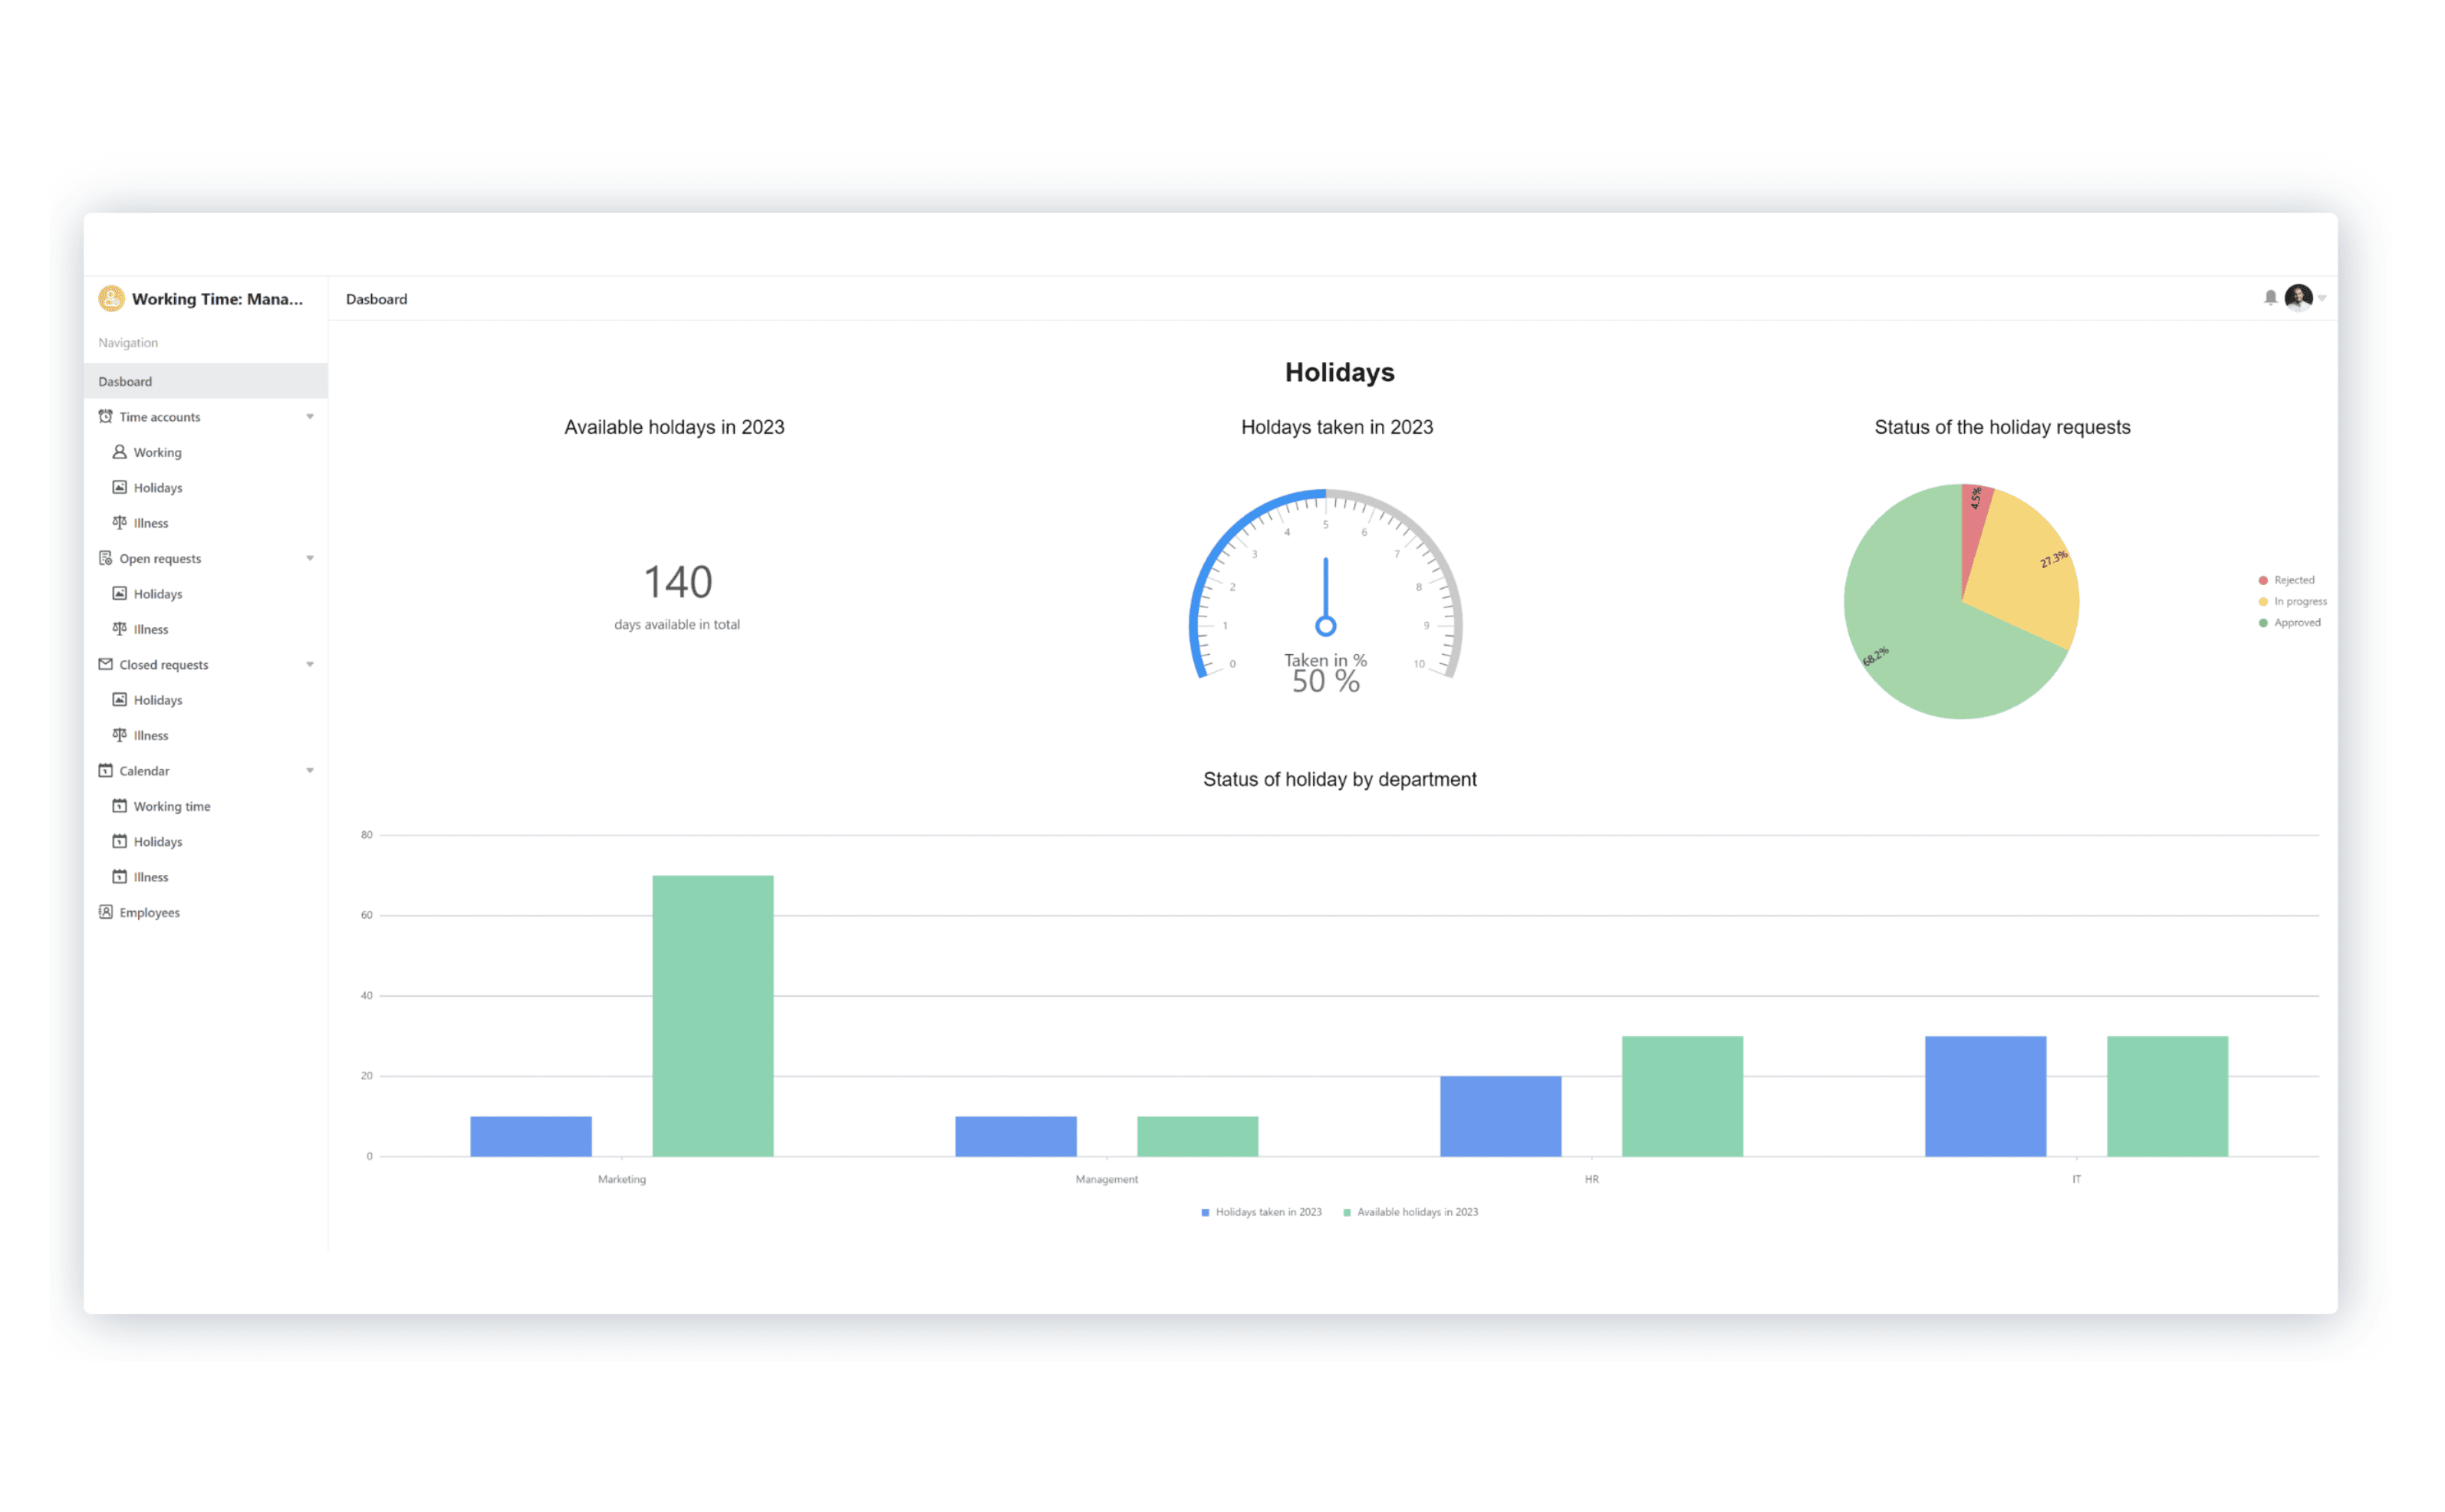 Working Time: Mana...
Dasboard
Navigation
Dasboard
Time accounts
Working
Holidays
Illness
Open requests
Holidays
Illness
Closed requests
Holidays
Illness
Calendar
Working time
Holidays
Illness
Employees
Holidays
Available holdays in 2023
140
days available in total
Holdays taken in 2023
0
1
2
3
4
5
6
7
8
9
10
Taken in %
50 %
Status of the holiday requests
4.5%
27.3%
68.2%
Rejected
In progress
Approved
Status of holiday by department
80
60
40
20
0
Marketing
Management
HR
IT
Holidays taken in 2023
Available holidays in 2023